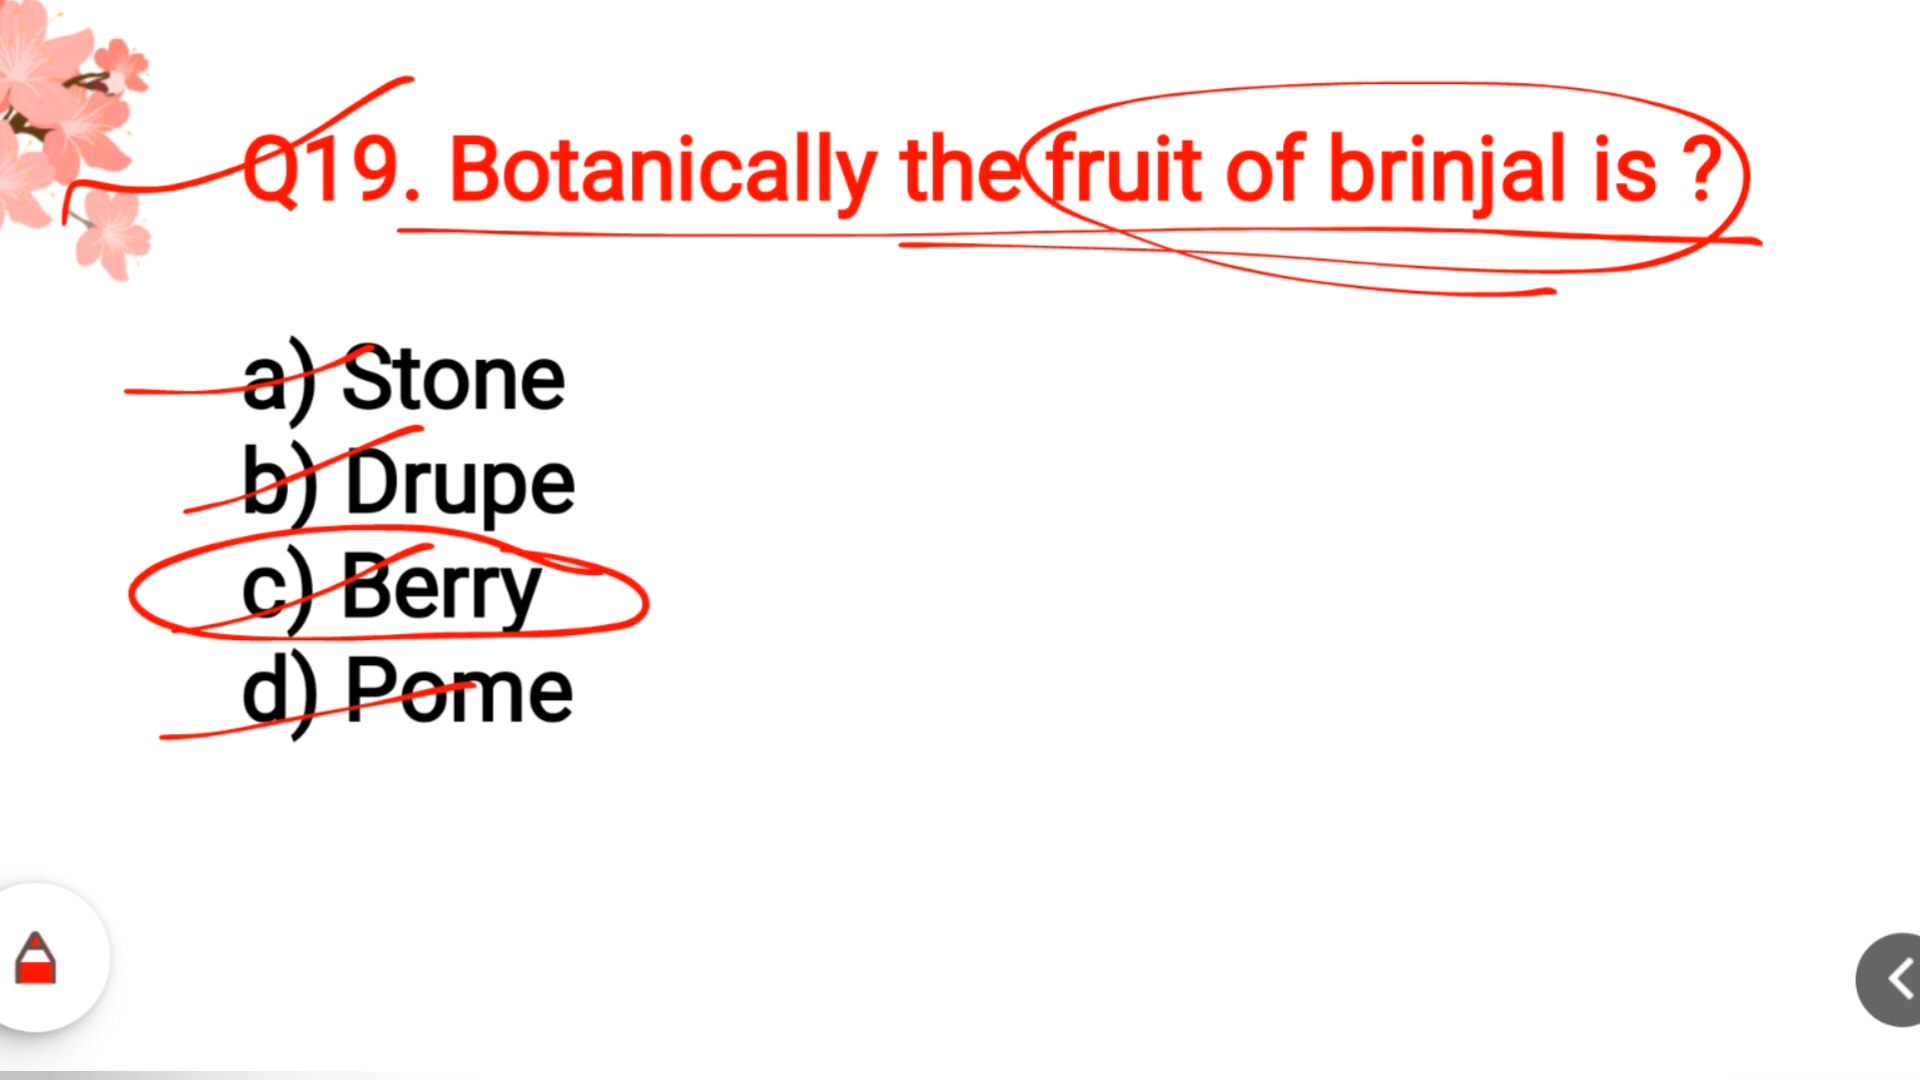 Q19. Botanically the fruit of brinjal is ?
a) Stone
b) Drupe
c) Berry
d) Pome